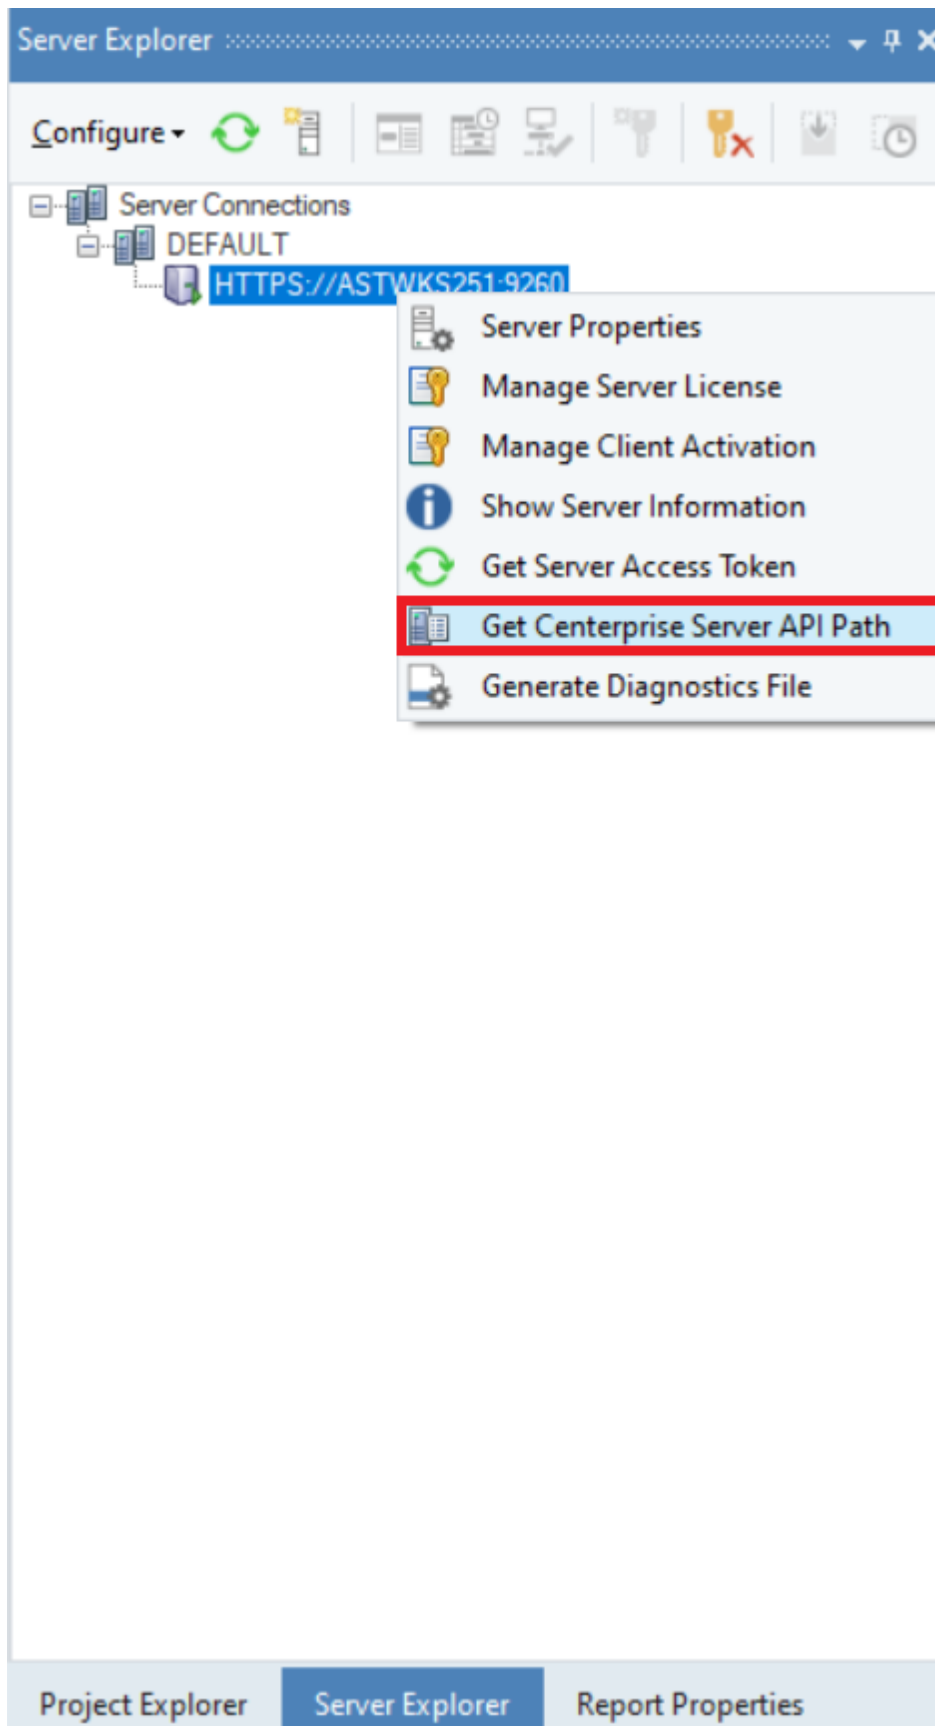 Server Explorer
Configure
Server Connections
DEFAULT
HTTPS://ASTWKS251:9260
Server Properties
Manage Server License
Manage Client Activation
Show Server Information
Get Server Access Token
Get Centerprise Server API Path
Generate Diagnostics File
Project Explorer Server Explorer Report Properties